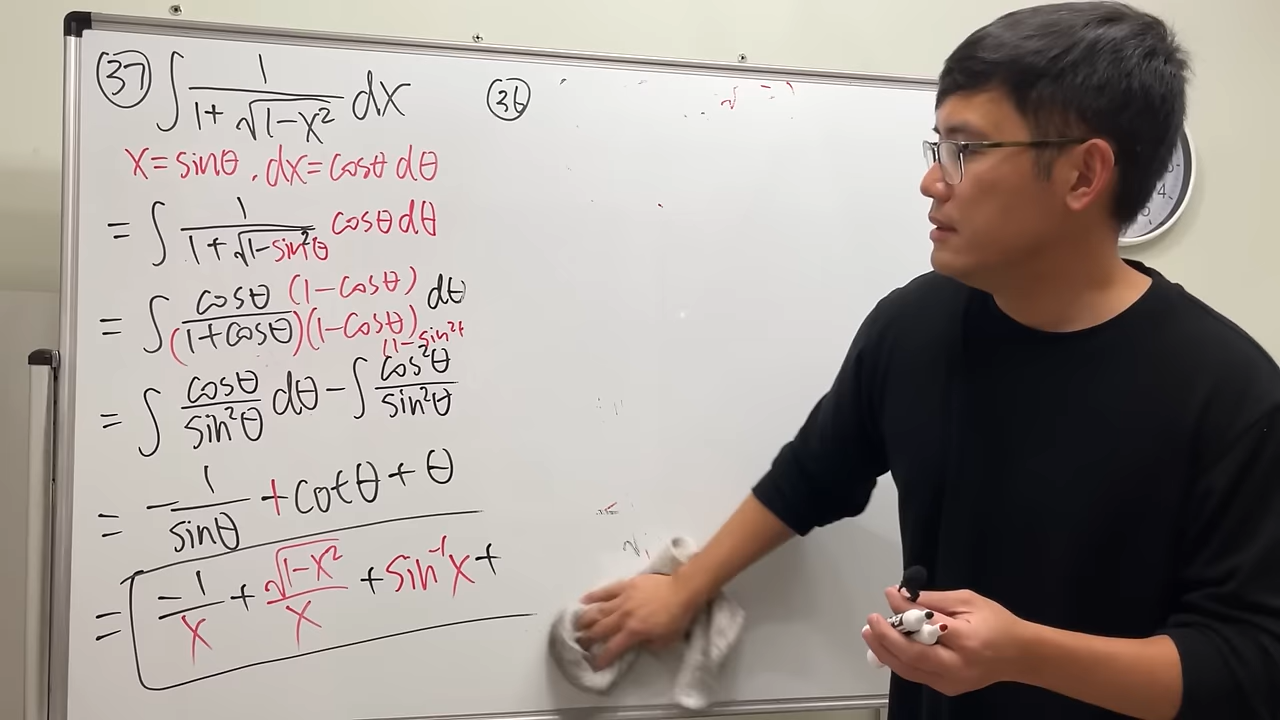 (37) ∫ 1/(1+√(1-x²)) dx
x=sinθ, dx=cosθ dθ
= ∫ 1/(1+√(1-sin²θ)) cosθ dθ
= ∫ cosθ (1-cosθ)/((1+cosθ)(1-cosθ)) dθ
(1-sin²θ
= ∫ cosθ/sin²θ dθ - ∫ cos²θ/sin²θ
= -1/sinθ + cotθ + θ
= -1/x + √(1-x²)/x + sin⁻¹x +
(36)
4